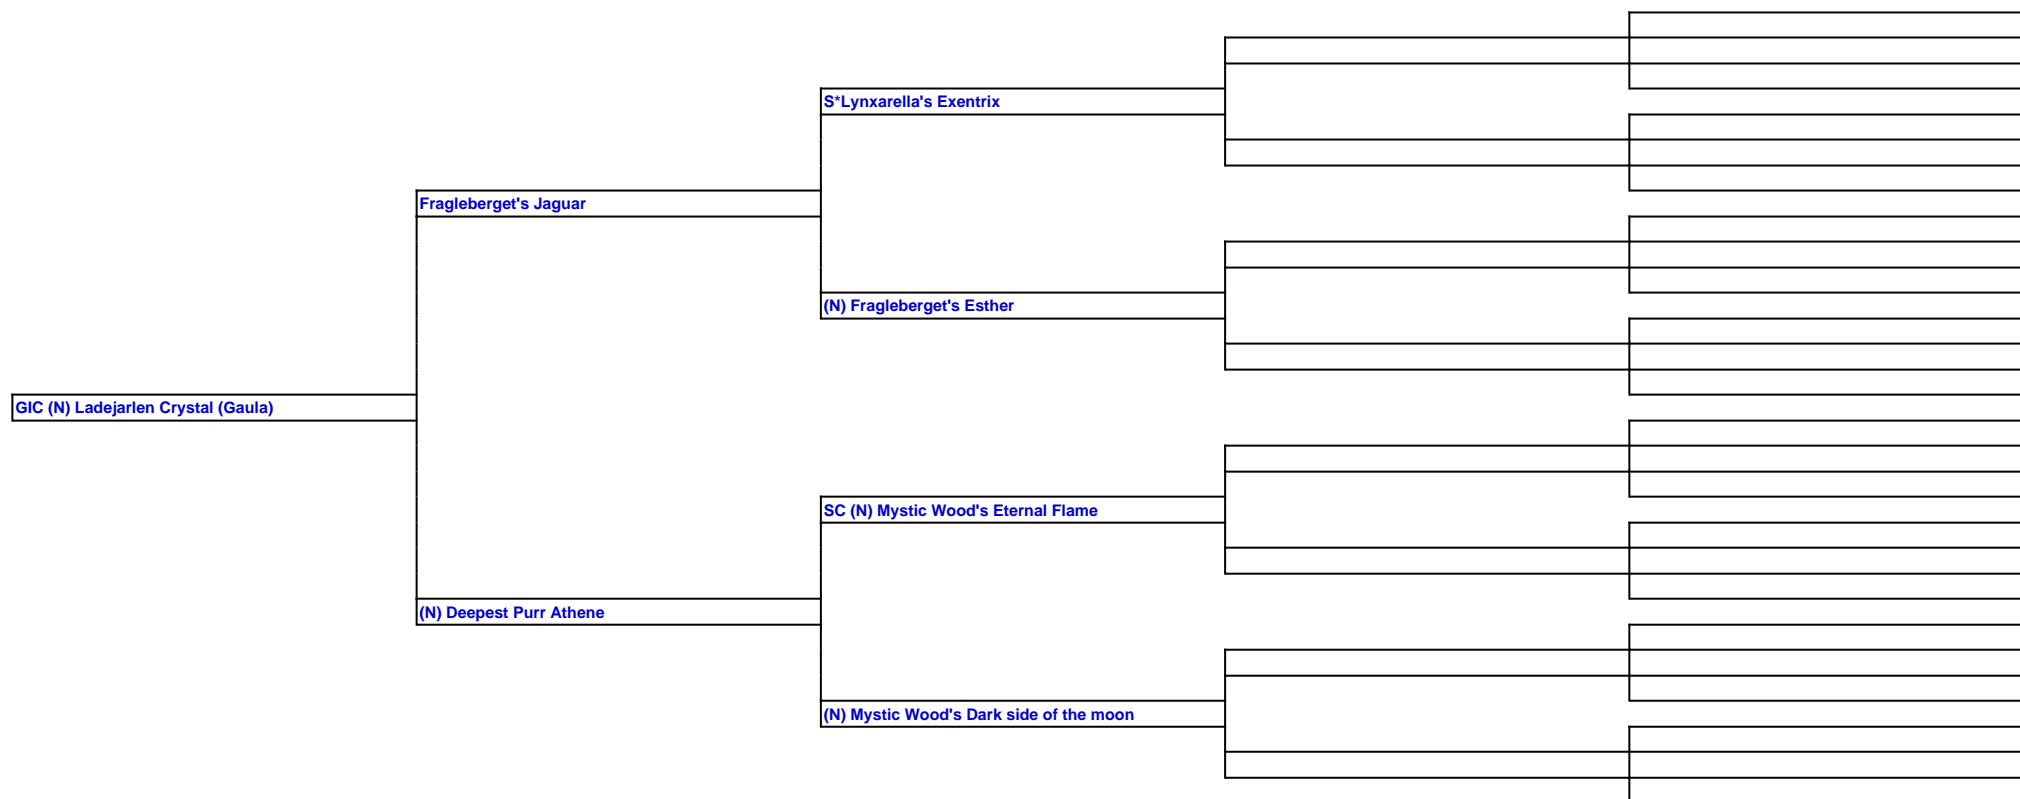 S*Lynxarella's Exentrix
Fragleberget's Jaguar
(N) Fragleberget's Esther
GIC (N) Ladejarlen Crystal (Gaula)
SC (N) Mystic Wood's Eternal Flame
(N) Deepest Purr Athene
(N) Mystic Wood's Dark side of the moon